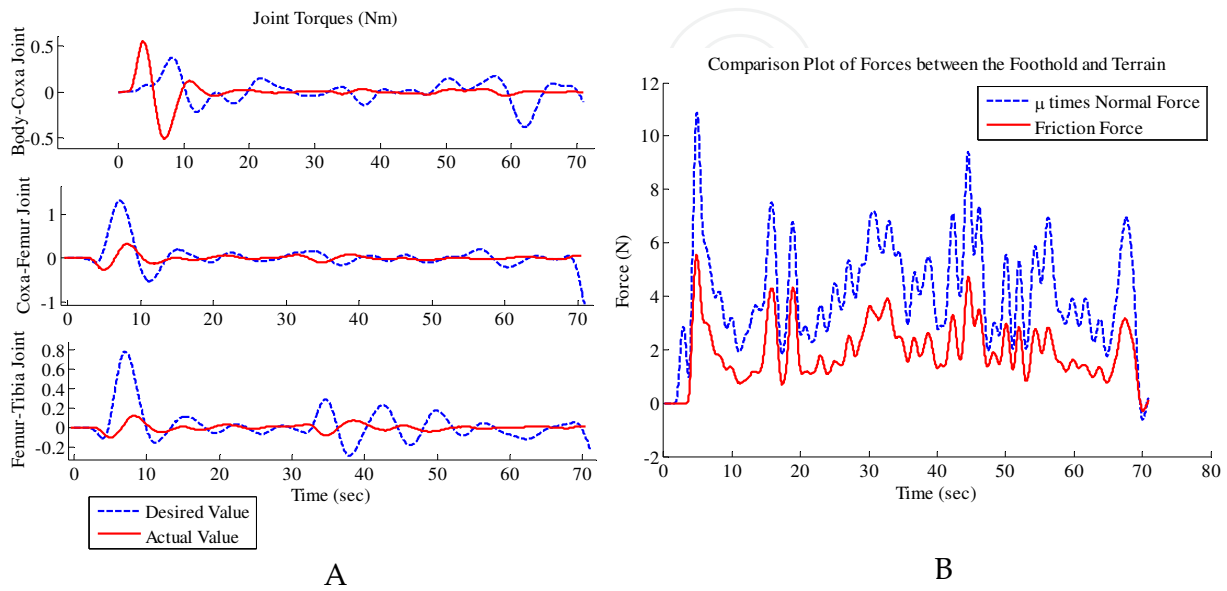 Joint Torques (Nm)
Body-Coxa Joint
0.5
0
-0.5
0 10 20 30 40 50 60 70
Coxa-Femur Joint
1
0
-1
0 10 20 30 40 50 60 70
Femur-Tibia Joint
0.8
0.6
0.4
0.2
0
-0.2
0 10 20 30 40 50 60 70
Time (sec)
Desired Value
Actual Value
A
Comparison Plot of Forces between the Foothold and Terrain
μ times Normal Force
Friction Force
Force (N)
12
10
8
6
4
2
0
-2
0 10 20 30 40 50 60 70 80
Time (sec)
B